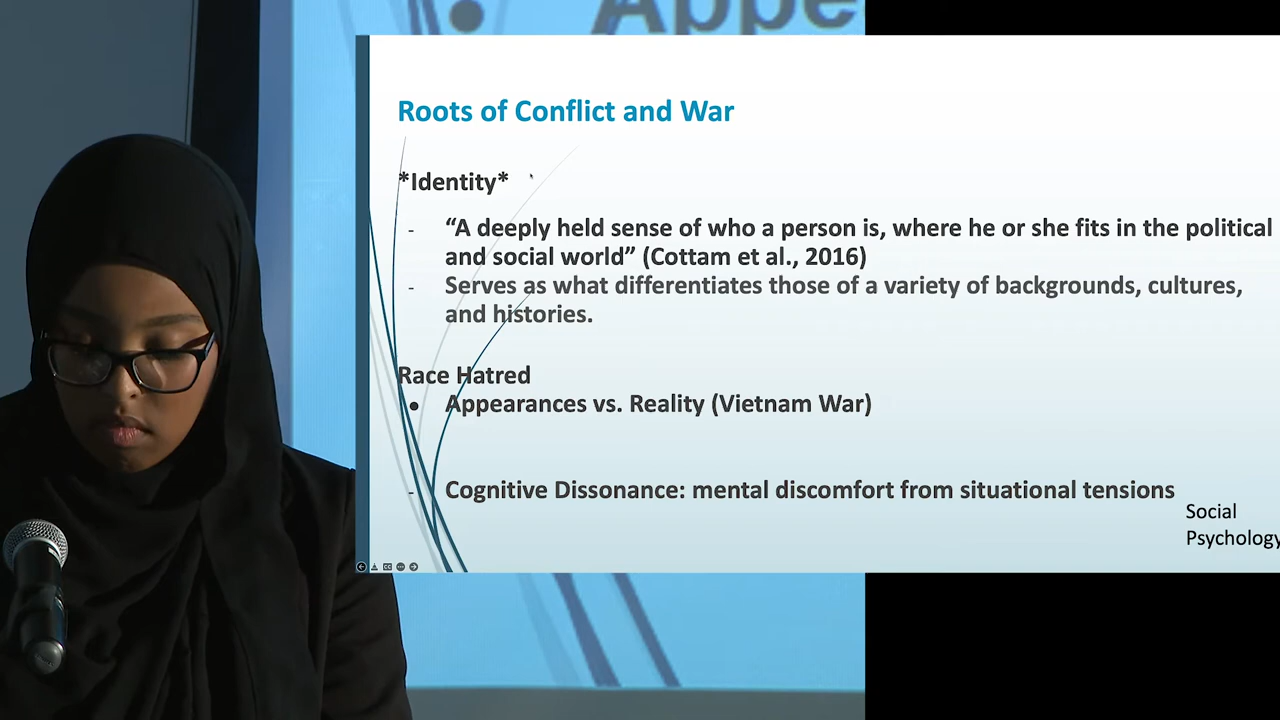 Appe
Roots of Conflict and War
*Identity*
- “A deeply held sense of who a person is, where he or she fits in the political
and social world” (Cottam et al., 2016)
- Serves as what differentiates those of a variety of backgrounds, cultures,
and histories.
Race Hatred
• Appearances vs. Reality (Vietnam War)
- Cognitive Dissonance: mental discomfort from situational tensions
Social
Psychology